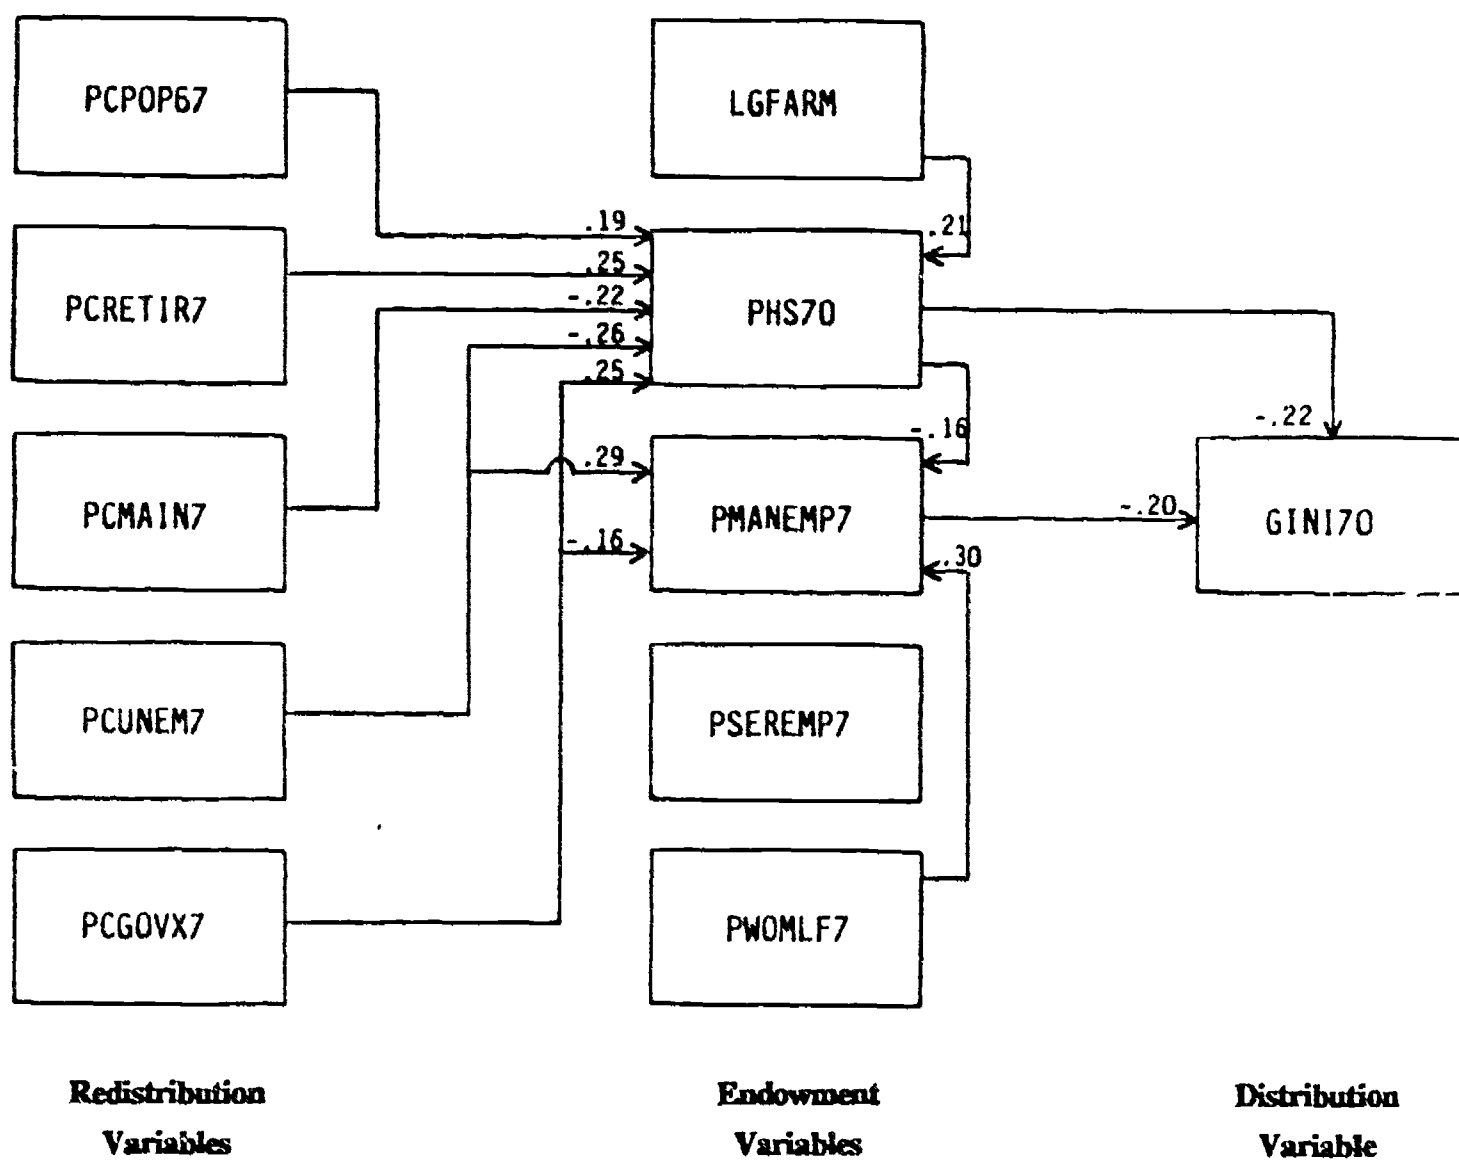 PCPOP67
LGFARM
.19
.21
.25
PCRETIR7
-.22
PHS70
-.26
.25
-.22
-.16
.29
PCMAIN7
PMANEMP7
-.20
GINI70
-.16
.30
PCUNEM7
PSEREMP7
PCGOVX7
PWOMLF7
Redistribution
Variables
Endowment
Variables
Distribution
Variable